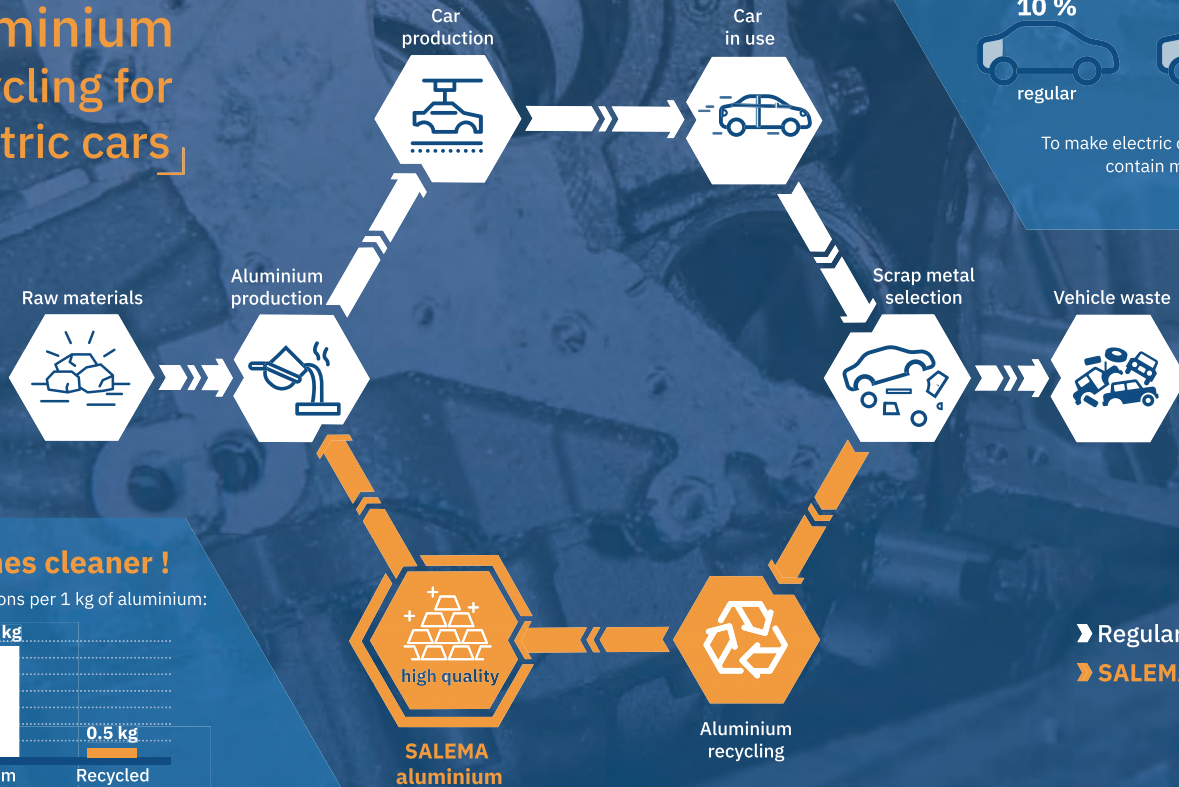 minium
cling for
tric cars
Car
production
Car
in use
10 %
regular
To make electric
contain
Raw materials
Aluminium
production
Scrap metal
selection
Vehicle waste
es cleaner !
ons per 1 kg of aluminium:
kg
0.5 kg
m
Recycled
high quality
SALEMA
aluminium
Aluminium
recycling
Regular
SALEMA